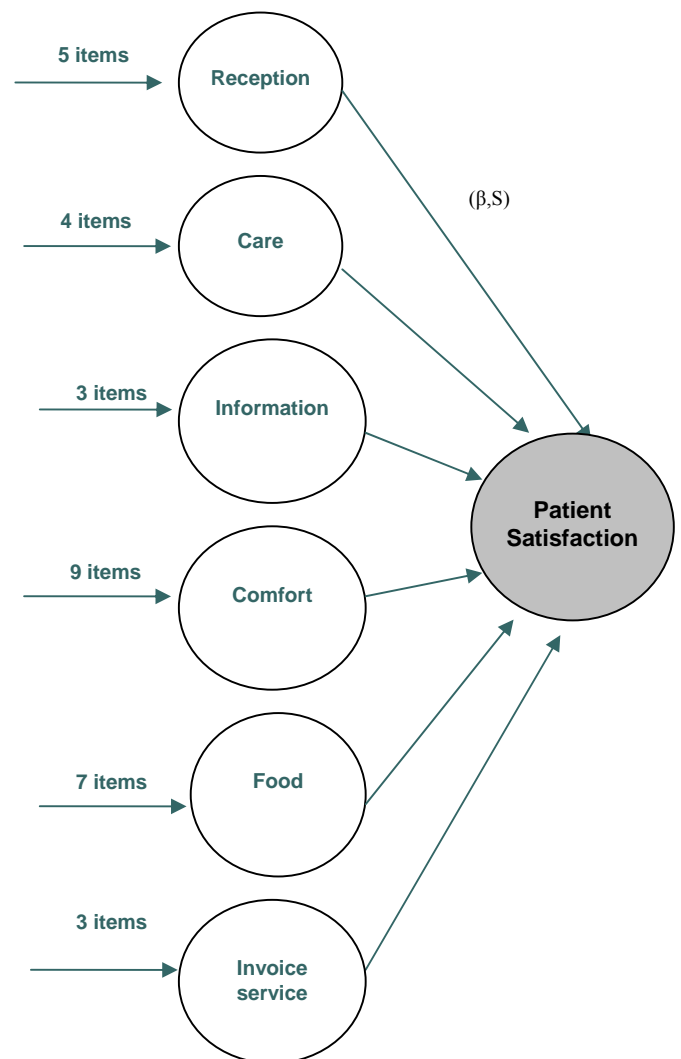 5 items
Reception
(β,S)
4 items
Care
3 items
Information
Patient
Satisfaction
9 items
Comfort
7 items
Food
3 items
Invoice
service